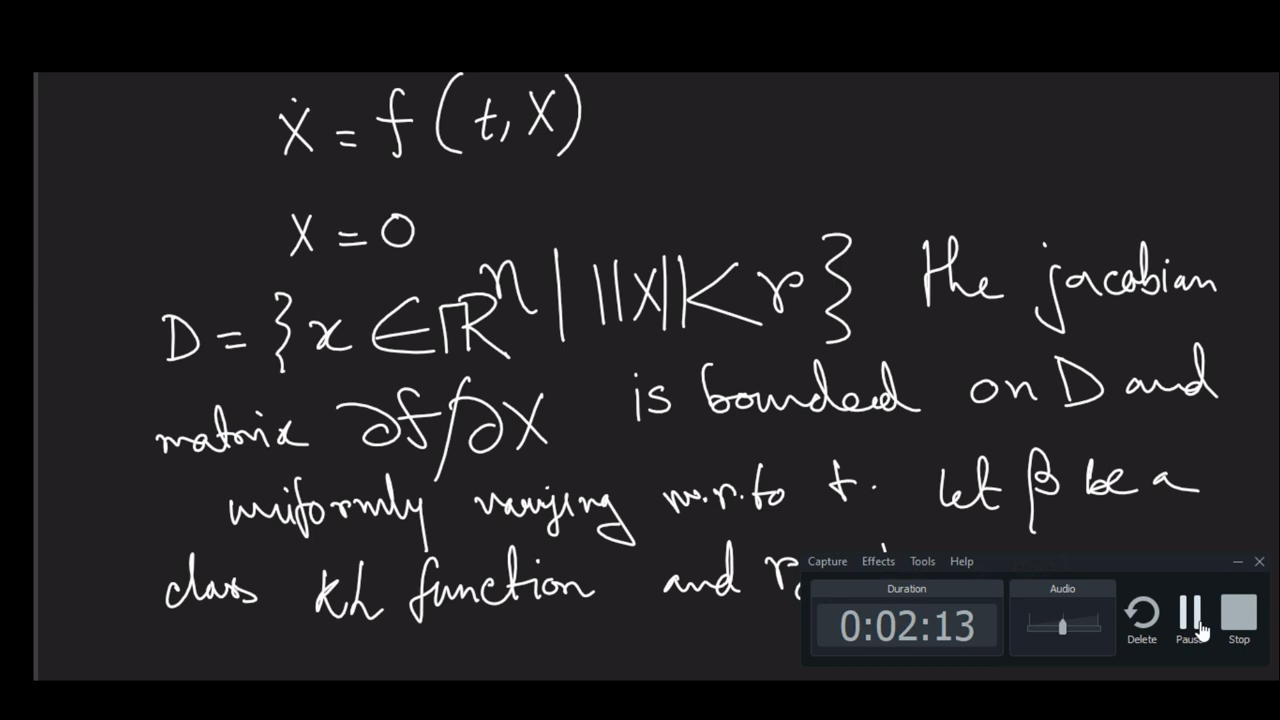 Ẋ = f (t, X)
X = 0
D = {x ∈ ℝⁿ | ||X|| < r} the jacobian
matrix ∂f/∂X is bounded on D and
uniformly varying w.r.to t. let β be a
class kL function and r₀
Capture Effects Tools Help
Duration Audio
0:02:13
Delete Pause Stop